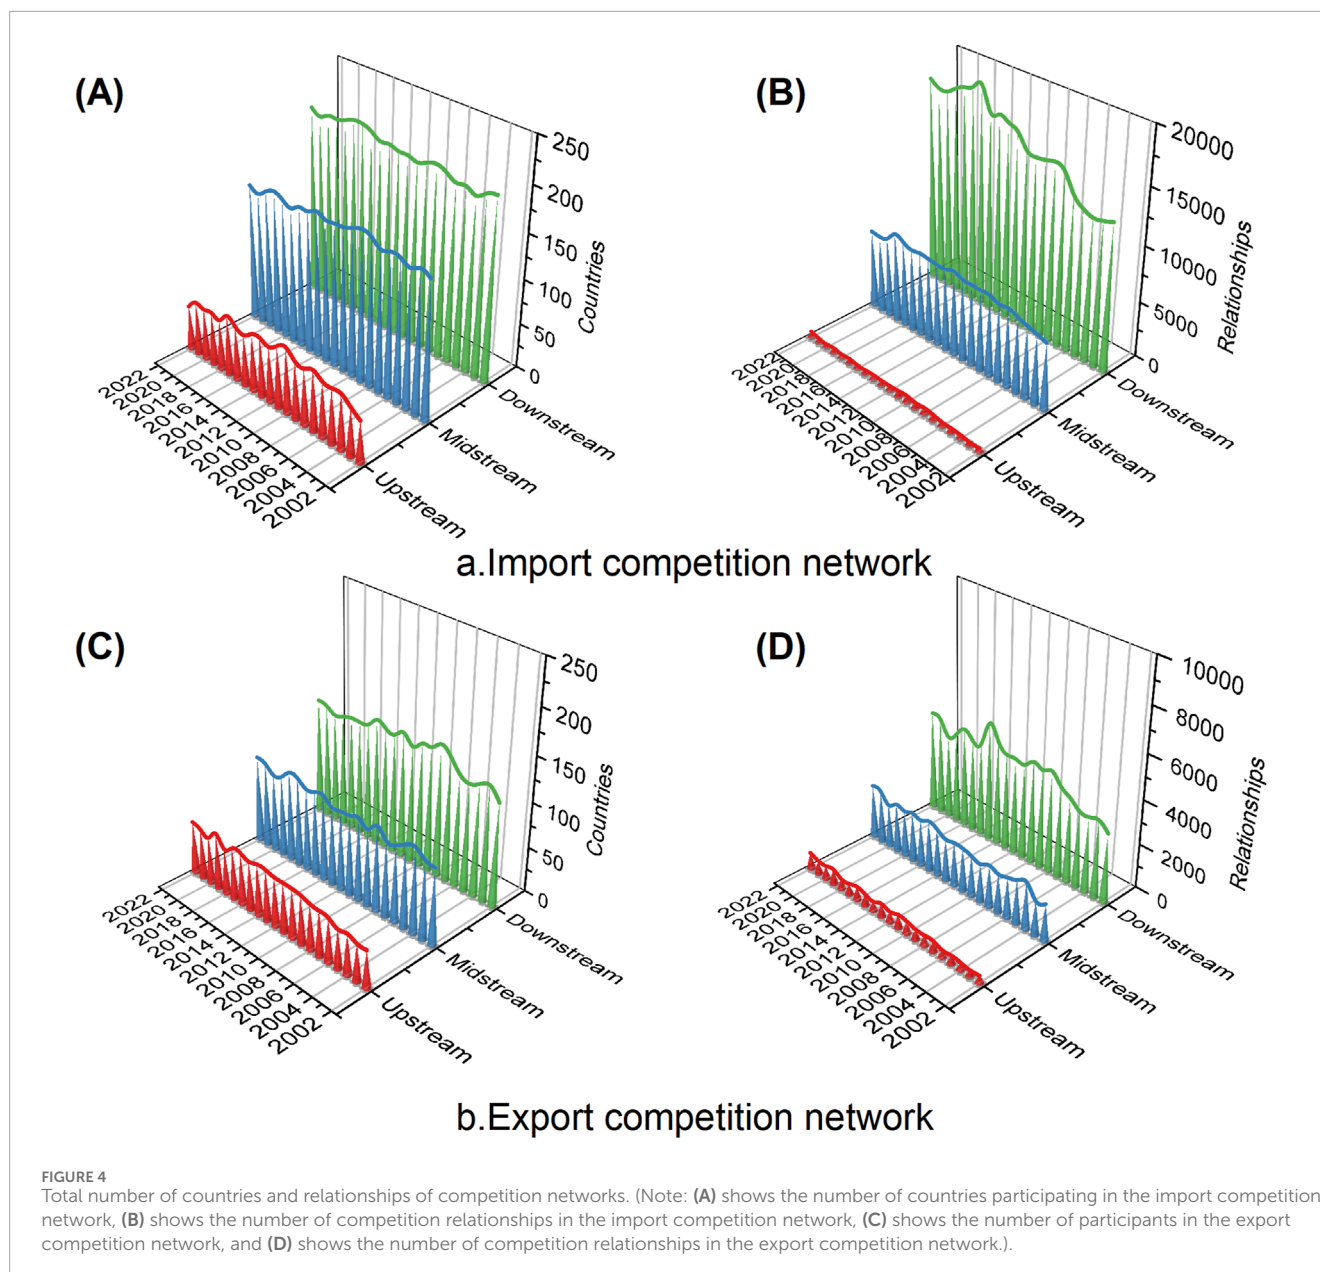 (A)
250
200
150
100
50
0
Countries
2022
2020
2018
2016
2014
2012
2010
2008
2006
2004
2002
Upstream
Midstream
Downstream
(B)
20000
15000
10000
5000
0
Relationships
2022
2010
2008
2006
2004
2002
Upstream
Midstream
Downstream
a.Import competition network
(C)
250
200
150
100
50
0
Countries
2022
2020
2018
2016
2014
2012
2010
2008
2006
2004
2002
Upstream
Midstream
Downstream
(D)
10000
8000
6000
4000
2000
0
Relationships
2022
2020
2018
2016
2014
2012
2010
2008
2006
2004
2002
Upstream
Midstream
Downstream
b.Export competition network
FIGURE 4
Total number of countries and relationships of competition networks. (Note: (A) shows the number of countries participating in the import competition
network, (B) shows the number of competition relationships in the import competition network, (C) shows the number of participants in the export
competition network, and (D) shows the number of competition relationships in the export competition network.).